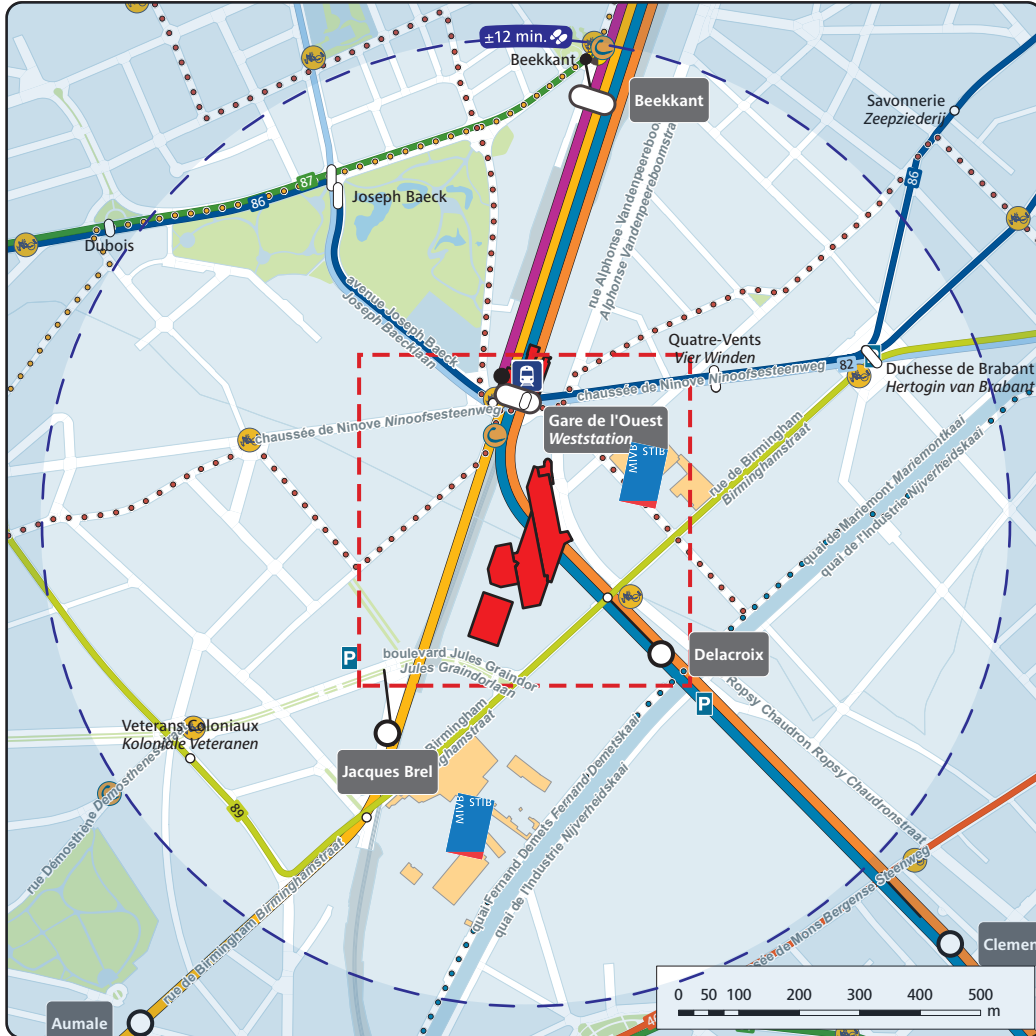 ±12 min.
Beekkant
Beekkant
Savonnerie
Zeepziederij
86
87
86
Joseph Baeck
Dubois
rue Alphonse Vandenpeereboo
Alphonse Vandenpeereboomstra
avenue Joseph Baeck
Joseph Baecklaan
Quatre-Vents
Vier Winden
chaussée de Ninove Ninoofsesteenweg
82
Duchesse de Brabant
Hertogin van Brabant
chaussée de Ninove Ninoofsesteenweg
Gare de l'Ouest
Weststation
MIVB STIB
rue de Birmingham
Birminghamstraat
quai de Mariemont Mariemontkaai
quai de l'Industrie Nijverheidskaai
P
boulevard Jules Graindor
Jules Graindorlaan
Delacroix
P
Ropsy Chaudron Ropsy Chaudronstraat
Veterans Coloniaux
Koloniale Veteranen
Birmingham
nghamstraat
Jacques Brel
89
MIVB STIB
rue Démosthène Demosthenesstraat
quai Fernand Demets Fernand Demetskaai
quai de l'Industrie Nijverheidskaai
rue de Birmingham Birminghamstraat
ée de Mons Bergense Steenweg
Clemen
Aumale
0 50 100 200 300 400 500
m